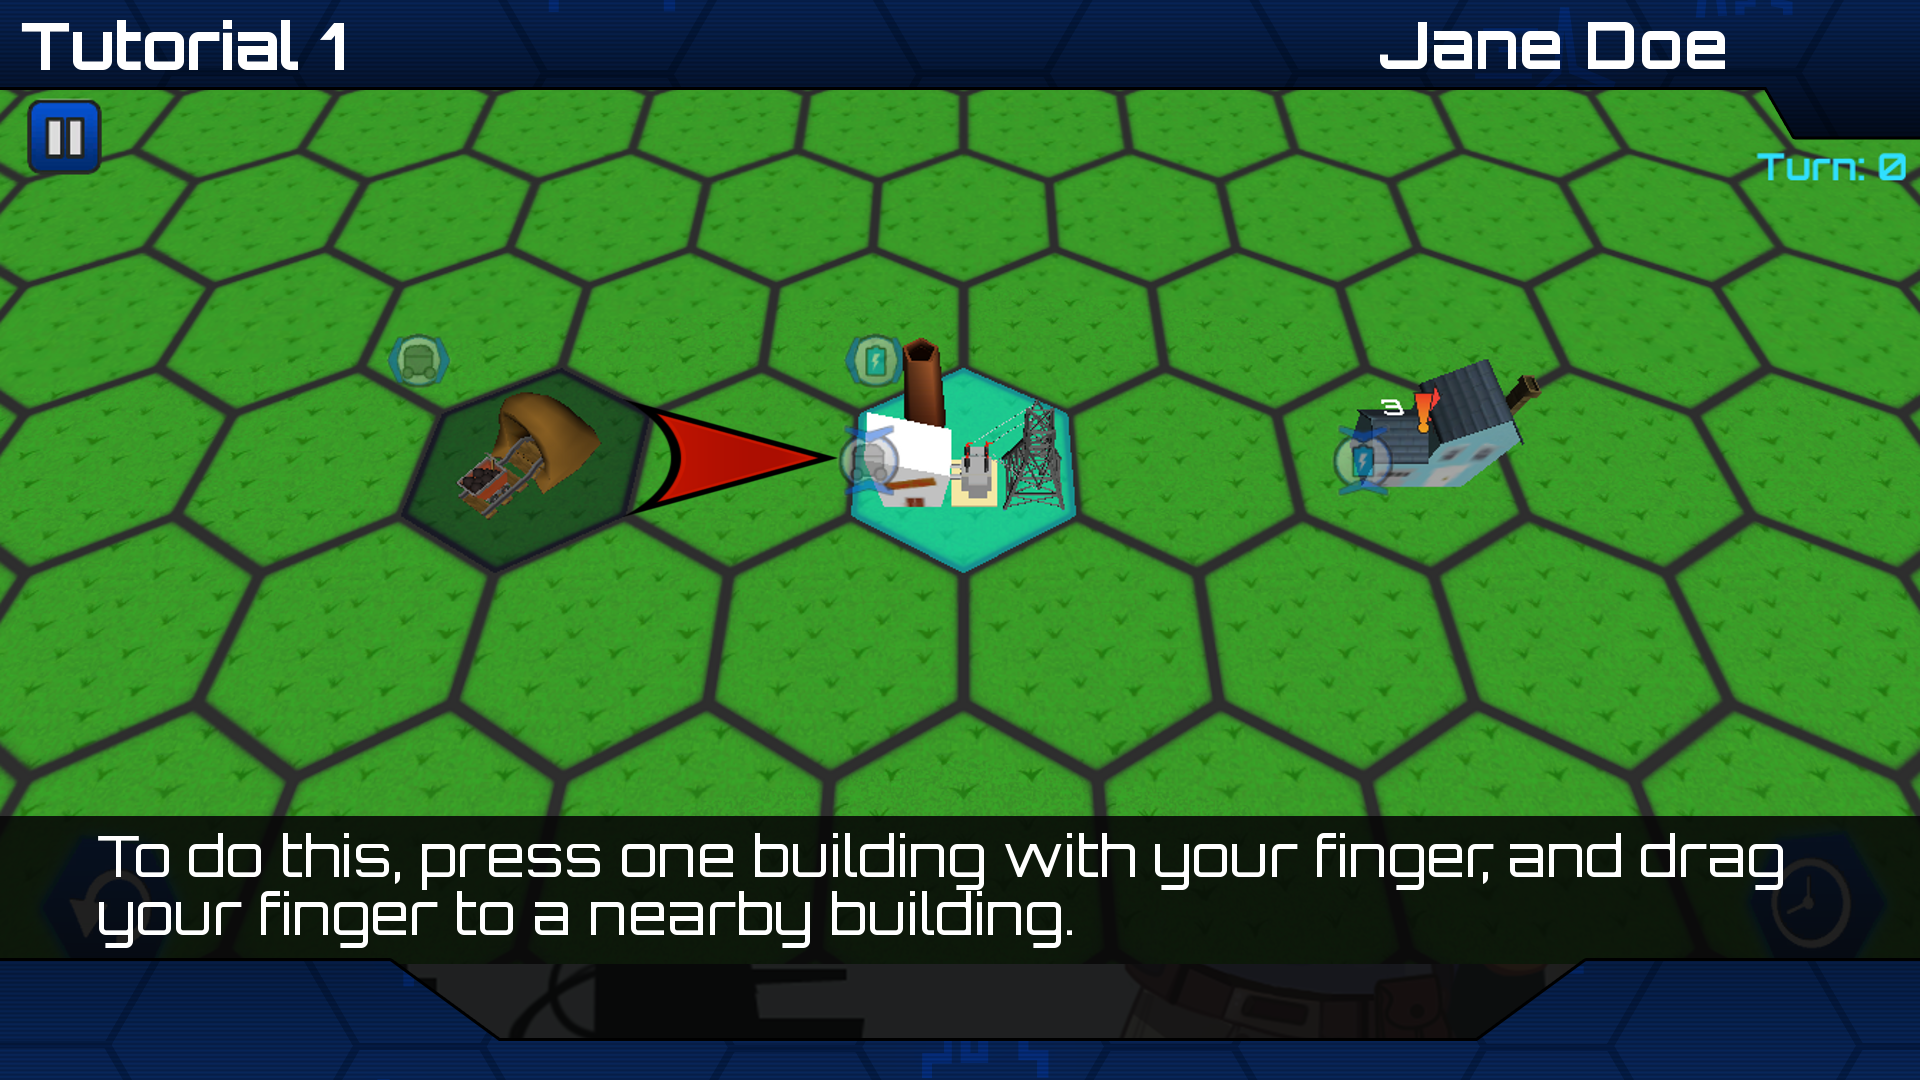 Tutorial 1
Jane Doe
Turn: 0
3
To do this, press one building with your finger, and drag
your finger to a nearby building.